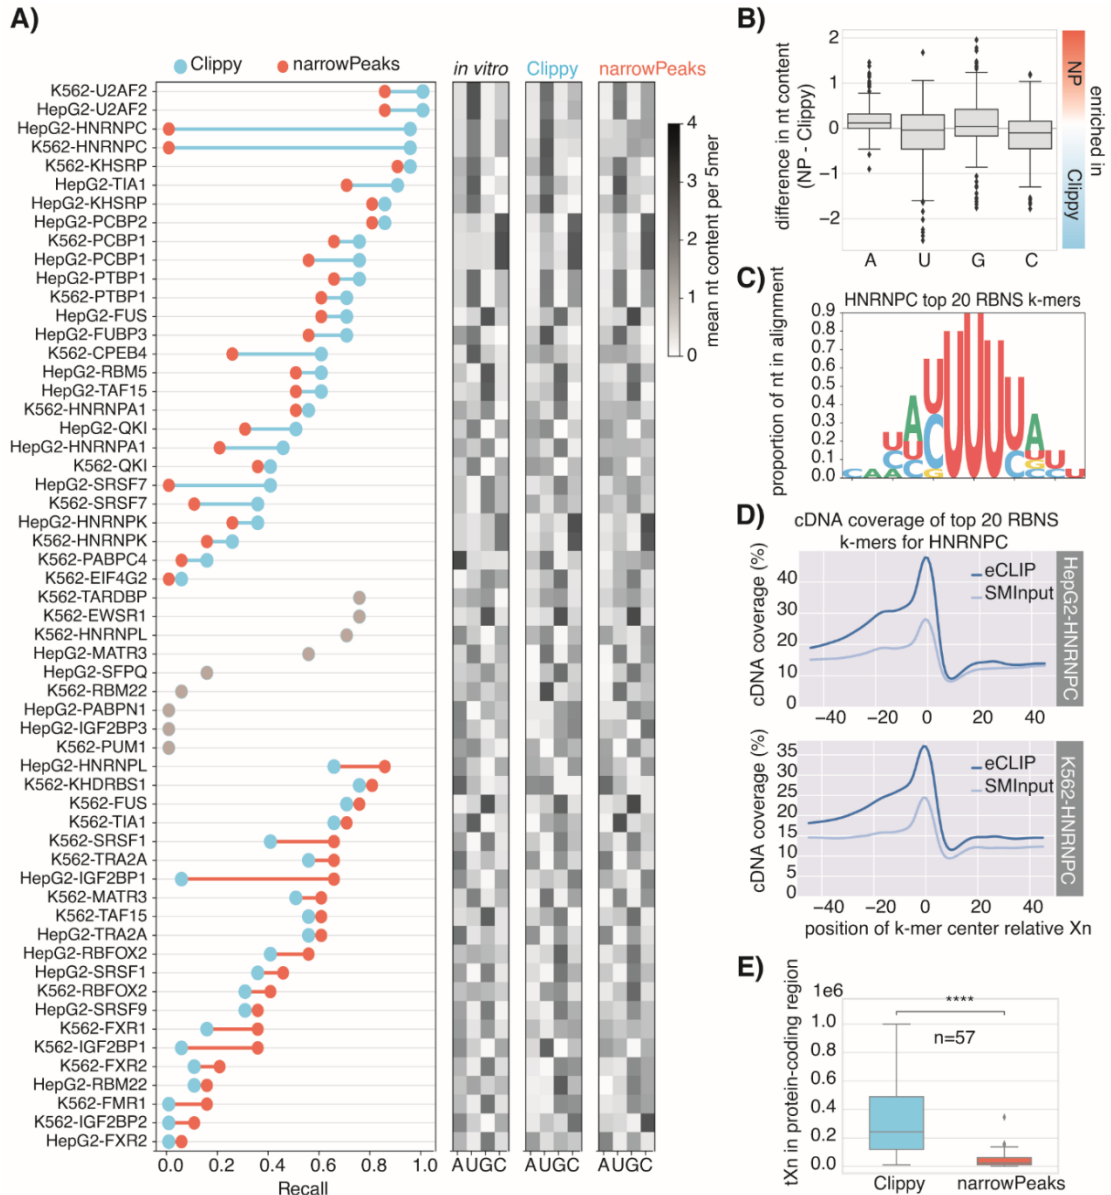 A)
Clippy
narrowPeaks
in vitro
Clippy
narrowPeaks
K562-U2AF2
HepG2-U2AF2
HepG2-HNRNPC
K562-HNRNPC
K562-KHSRP
HepG2-TIA1
HepG2-KHSRP
HepG2-PCBP2
K562-PCBP1
HepG2-PCBP1
HepG2-PTBP1
K562-PTBP1
HepG2-FUS
HepG2-FUBP3
K562-CPEB4
HepG2-RBM5
HepG2-TAF15
K562-HNRNPA1
HepG2-QKI
HepG2-HNRNPA1
K562-QKI
HepG2-SRSF7
K562-SRSF7
HepG2-HNRNPK
K562-HNRNPK
K562-PABPC4
K562-EIF4G2
K562-TARDBP
K562-EWSR1
K562-HNRNPL
HepG2-MATR3
HepG2-SFPQ
K562-RBM22
HepG2-PABPN1
HepG2-IGF2BP3
K562-PUM1
HepG2-HNRNPL
K562-KHDRBS1
K562-FUS
K562-TIA1
K562-SRSF1
K562-TRA2A
HepG2-IGF2BP1
K562-MATR3
K562-TAF15
HepG2-TRA2A
HepG2-RBFOX2
HepG2-SRSF1
K562-RBFOX2
HepG2-SRSF9
K562-FXR1
K562-IGF2BP1
K562-FXR2
HepG2-RBM22
K562-FMR1
K562-IGF2BP2
HepG2-FXR2
0.0 0.2 0.4 0.6 0.8 1.0
Recall
AUGC AUGC AUGC
4
3
2
1
0
mean nt content per 5mer
B)
difference in nt content
(NP - Clippy)
2
1
0
−1
−2
A U G C
NP
Clippy
enriched in
C)
HNRNPC top 20 RBNS k-mers
proportion of nt in alignment
0.9
0.8
0.7
0.6
0.5
0.4
0.3
0.2
0.1
0.0
D)
cDNA coverage of top 20 RBNS
k-mers for HNRNPC
cDNA coverage (%)
40
30
20
10
0
eCLIP
SMInput
HepG2-HNRNPC
−40 −20 0 20 40
cDNA coverage (%)
35
30
25
20
15
10
5
0
eCLIP
SMInput
K562-HNRNPC
−40 −20 0 20 40
position of k-mer center relative Xn
E)
tXn in protein-coding region
1e6
1.0
0.8
0.6
0.4
0.2
0.0
****
n=57
Clippy narrowPeaks